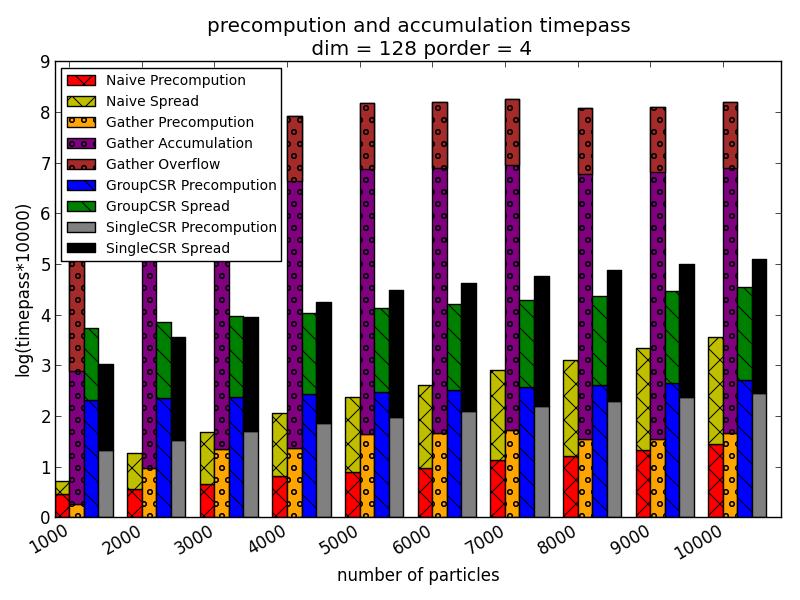 precompution and accumulation timepass
dim = 128 porder = 4
log(timepass*10000)
9
8
7
6
5
4
3
2
1
0
Naive Precompution
Naive Spread
Gather Precompution
Gather Accumulation
Gather Overflow
GroupCSR Precompution
GroupCSR Spread
SingleCSR Precompution
SingleCSR Spread
1000 2000 3000 4000 5000 6000 7000 8000 9000 10000
number of particles